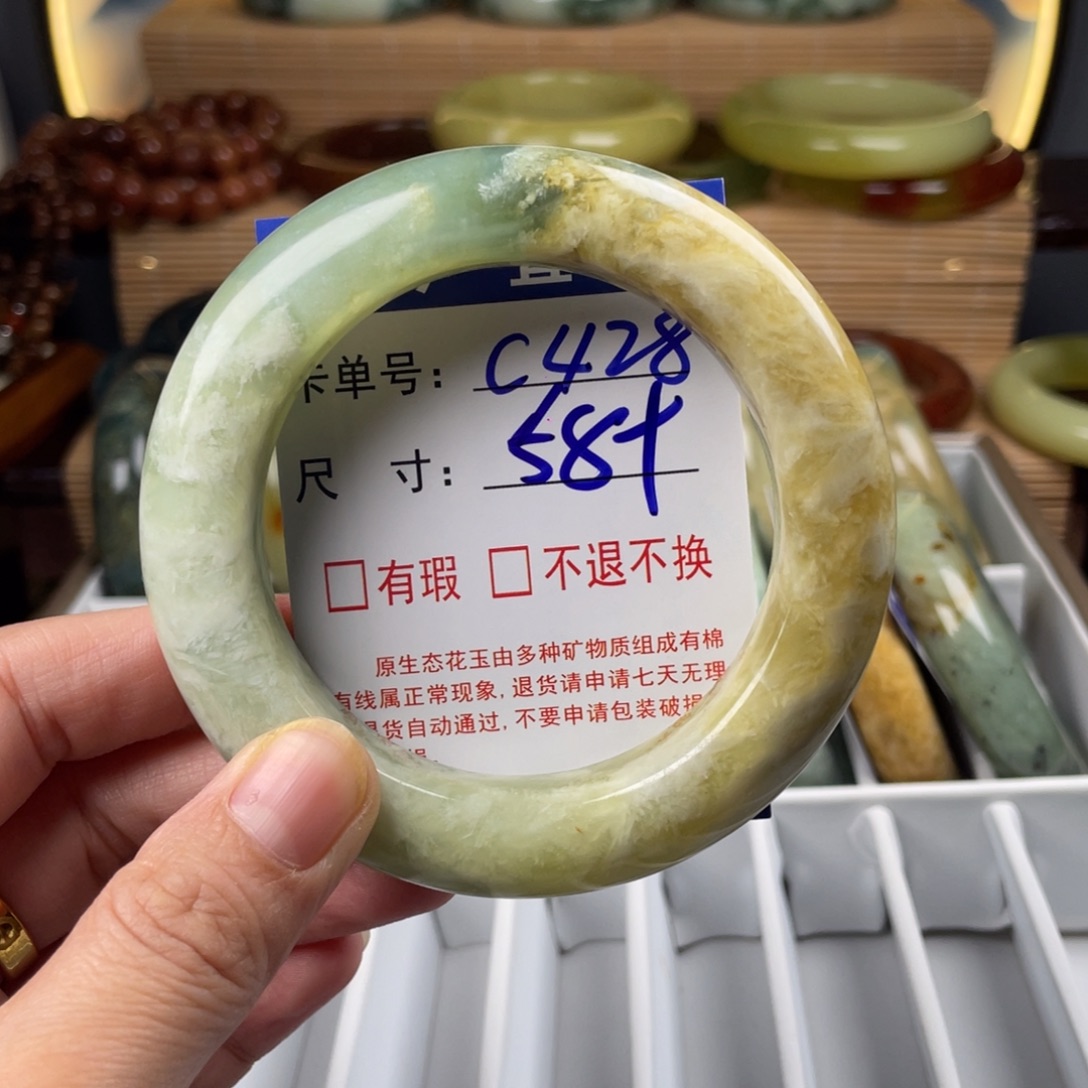 直
卡单号: C428
尺 寸: 58+
□有瑕 □不退不换
原生态花玉由多种矿物质组成有棉
有线属正常现象,退货请申请七天无理
退货自动通过,不要申请包装破损